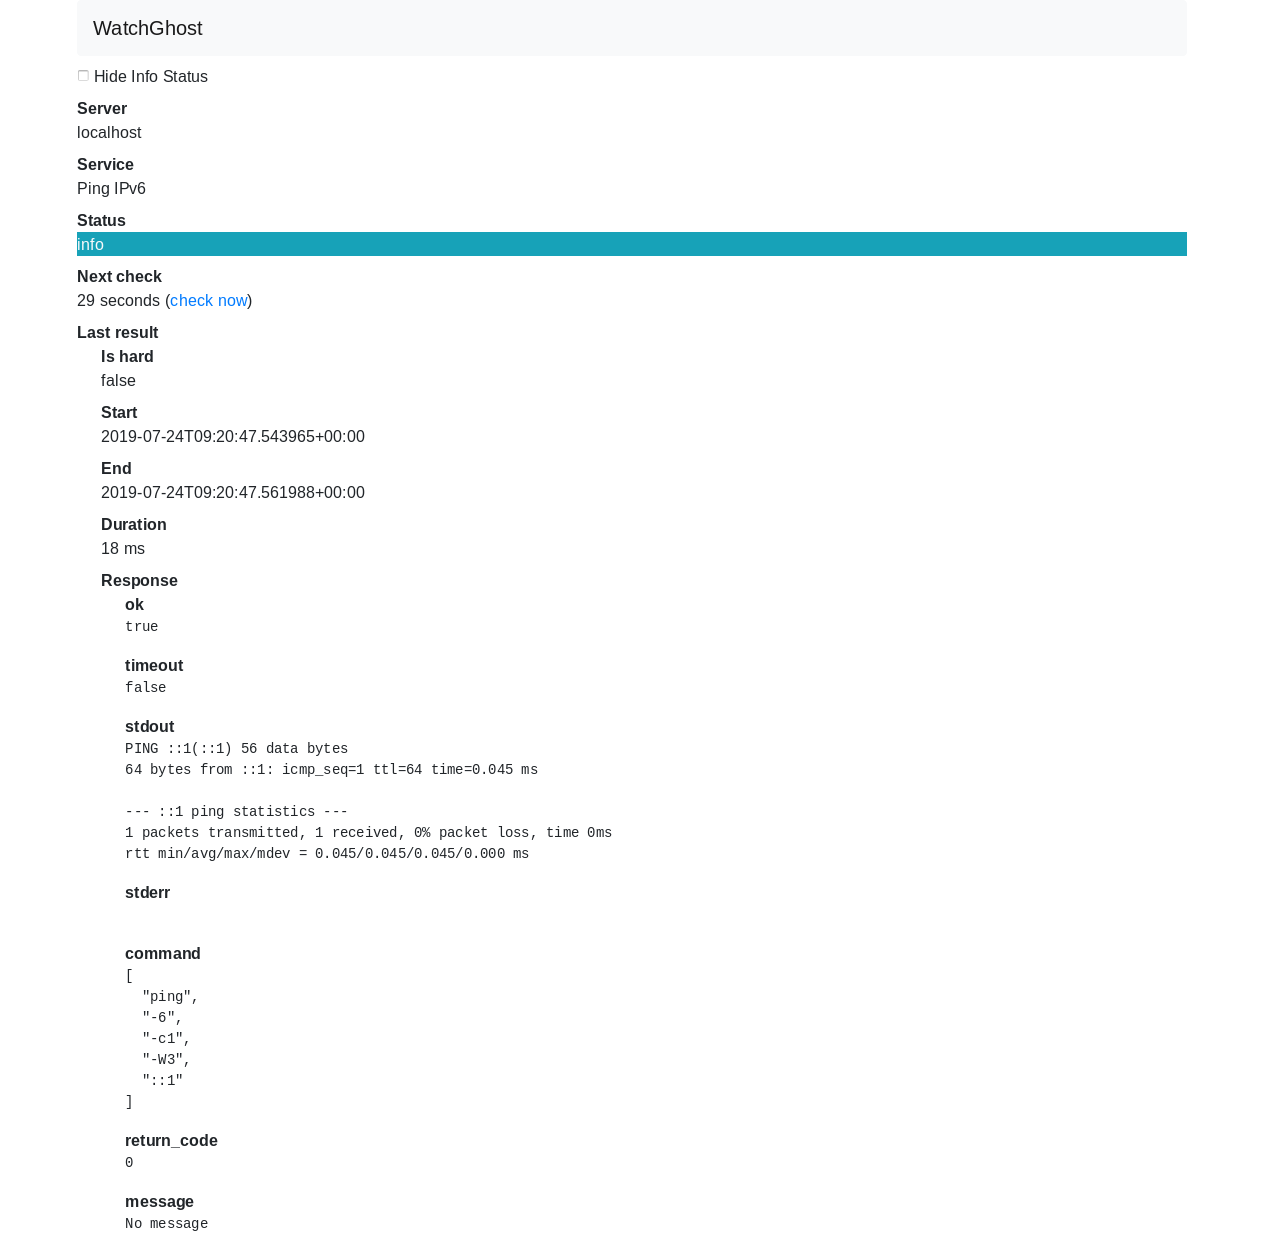 WatchGhost
Hide Info Status
Server
localhost
Service
Ping IPv6
Status
info
Next check
29 seconds (check now)
Last result
Is hard
false
Start
2019-07-24T09:20:47.543965+00:00
End
2019-07-24T09:20:47.561988+00:00
Duration
18 ms
Response
ok
true
timeout
false
stdout
PING ::1(::1) 56 data bytes
64 bytes from ::1: icmp_seq=1 ttl=64 time=0.045 ms
--- ::1 ping statistics ---
1 packets transmitted, 1 received, 0% packet loss, time 0ms
rtt min/avg/max/mdev = 0.045/0.045/0.045/0.000 ms
stderr
command
[
  "ping",
  "-6",
  "-c1",
  "-W3",
  "::1"
]
return_code
0
message
No message